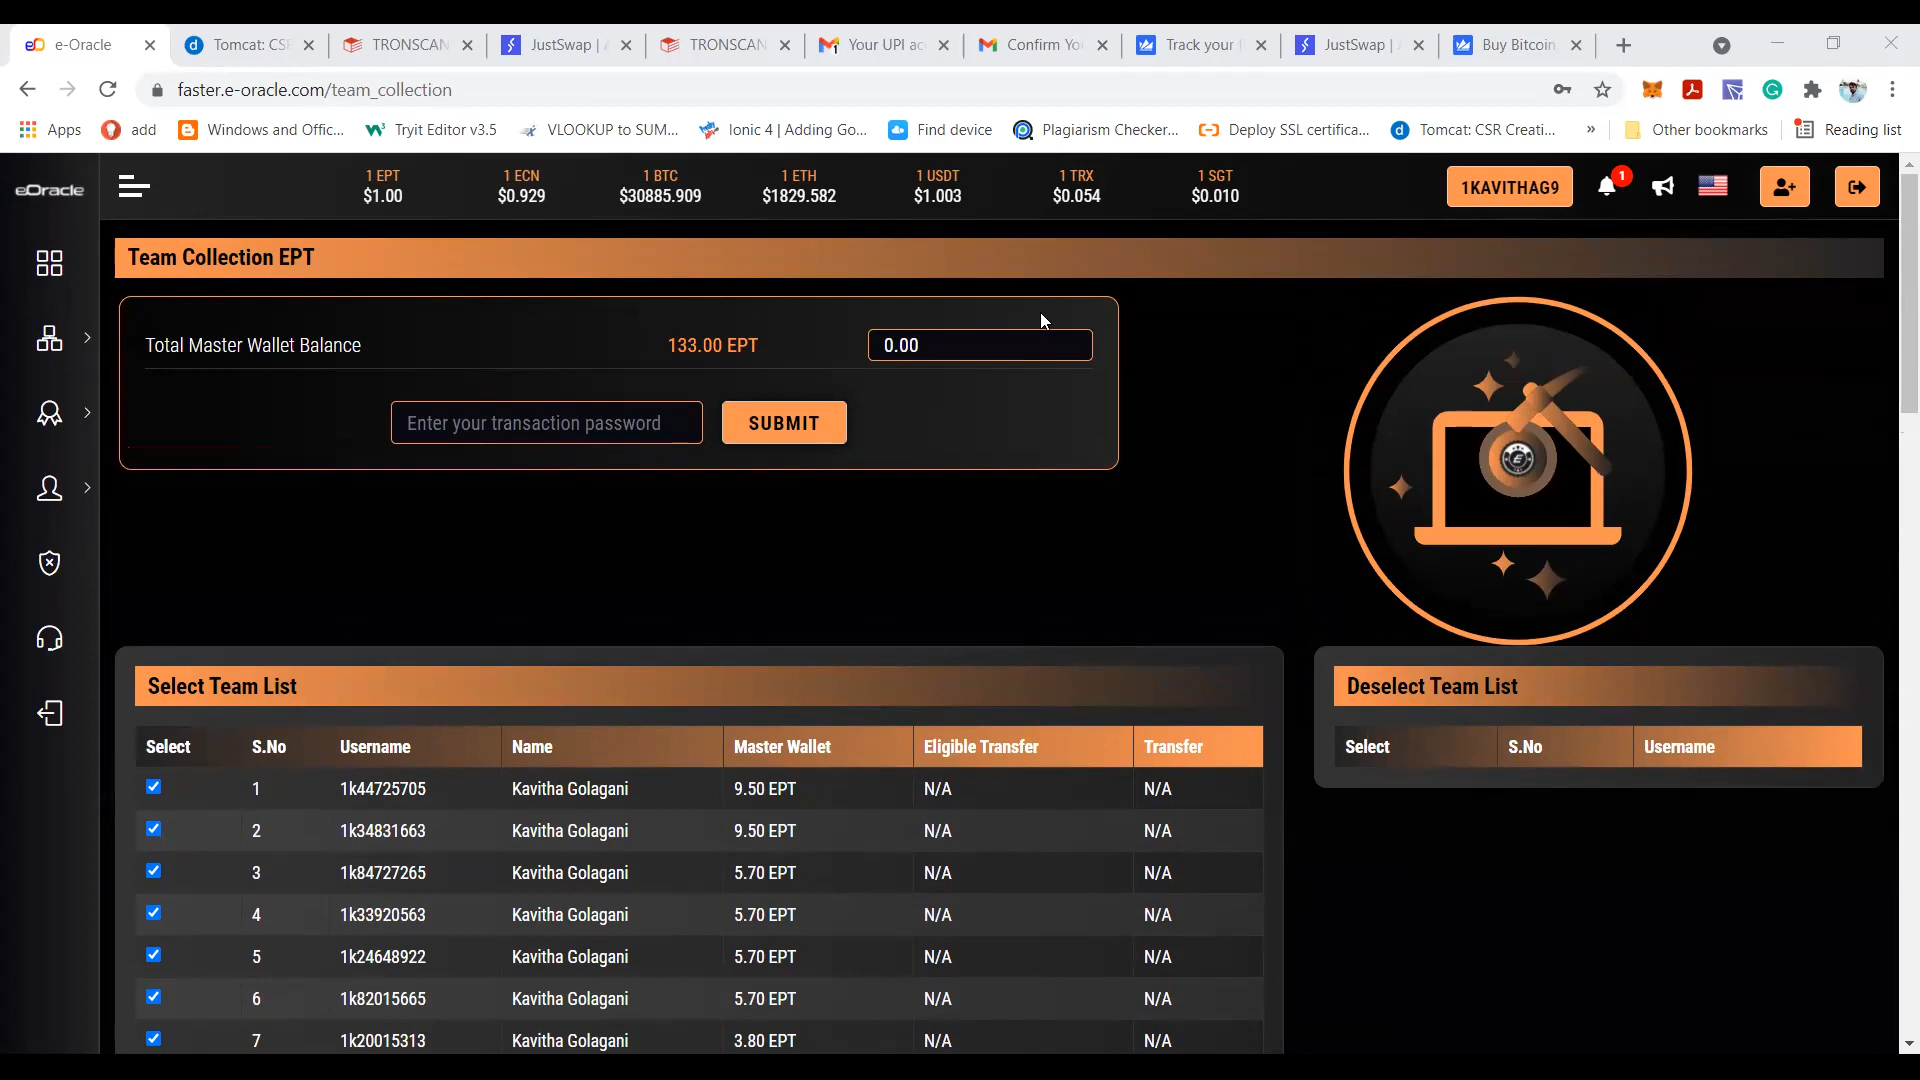 e-Oracle
Tomcat: CSR
TRONSCAN
JustSwap |
TRONSCAN
Your UPI ac
Confirm Yo
Track your
JustSwap |
Buy Bitcoin
faster.e-oracle.com/team_collection
Apps
add
Windows and Offic...
Tryit Editor v3.5
VLOOKUP to SUM...
Ionic 4 | Adding Go...
Find device
Plagiarism Checker...
Deploy SSL certifica...
Tomcat: CSR Creati...
»
Other bookmarks
Reading list
eOracle
1 EPT
$1.00
1 ECN
$0.929
1 BTC
$30885.909
1 ETH
$1829.582
1 USDT
$1.003
1 TRX
$0.054
1 SGT
$0.010
1KAVITHAG9
1
Team Collection EPT
Total Master Wallet Balance 133.00 EPT 0.00
Enter your transaction password SUBMIT
Select Team List
Select S.No Username Name Master Wallet Eligible Transfer Transfer
1 1k44725705 Kavitha Golagani 9.50 EPT N/A N/A
2 1k34831663 Kavitha Golagani 9.50 EPT N/A N/A
3 1k84727265 Kavitha Golagani 5.70 EPT N/A N/A
4 1k33920563 Kavitha Golagani 5.70 EPT N/A N/A
5 1k24648922 Kavitha Golagani 5.70 EPT N/A N/A
6 1k82015665 Kavitha Golagani 5.70 EPT N/A N/A
7 1k20015313 Kavitha Golagani 3.80 EPT N/A N/A
Deselect Team List
Select S.No Username